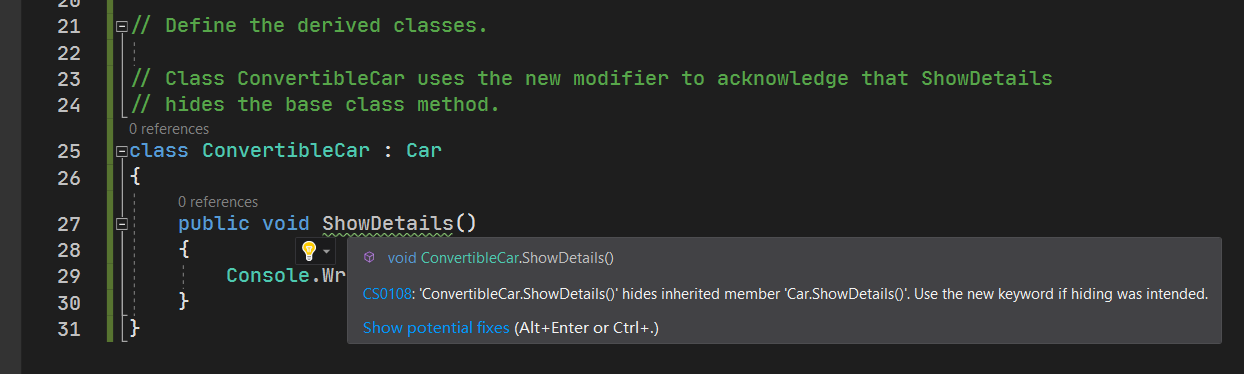 20
21 // Define the derived classes.
22
23 // Class ConvertibleCar uses the new modifier to acknowledge that ShowDetails
24 // hides the base class method.
0 references
25 class ConvertibleCar : Car
26 {
0 references
27 public void ShowDetails()
28 {
void ConvertibleCar.ShowDetails()
29 Console.Wr
CS0108: 'ConvertibleCar.ShowDetails()' hides inherited member 'Car.ShowDetails()'. Use the new keyword if hiding was intended.
30 }
31 }
Show potential fixes (Alt+Enter or Ctrl+.)